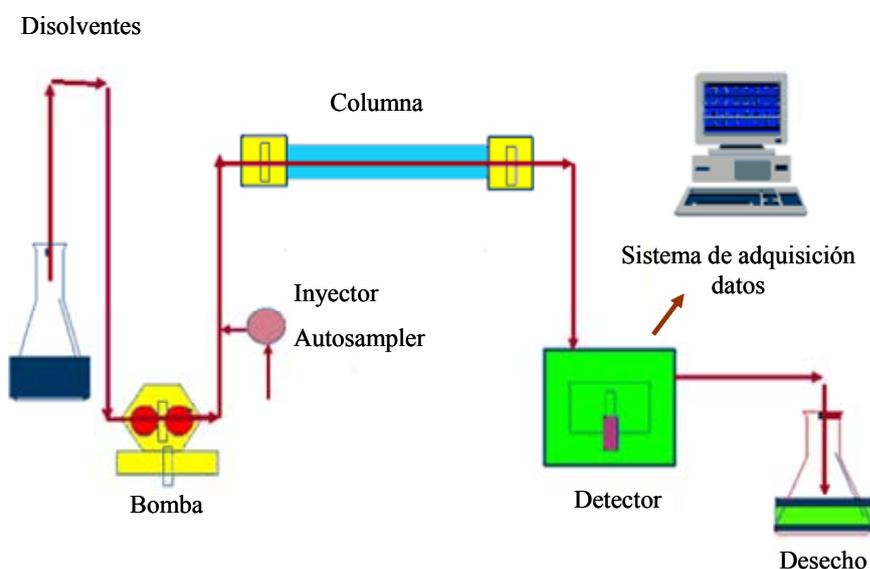 Disolventes
Columna
Inyector
Autosampler
Sistema de adquisición
datos
Bomba
Detector
Desecho